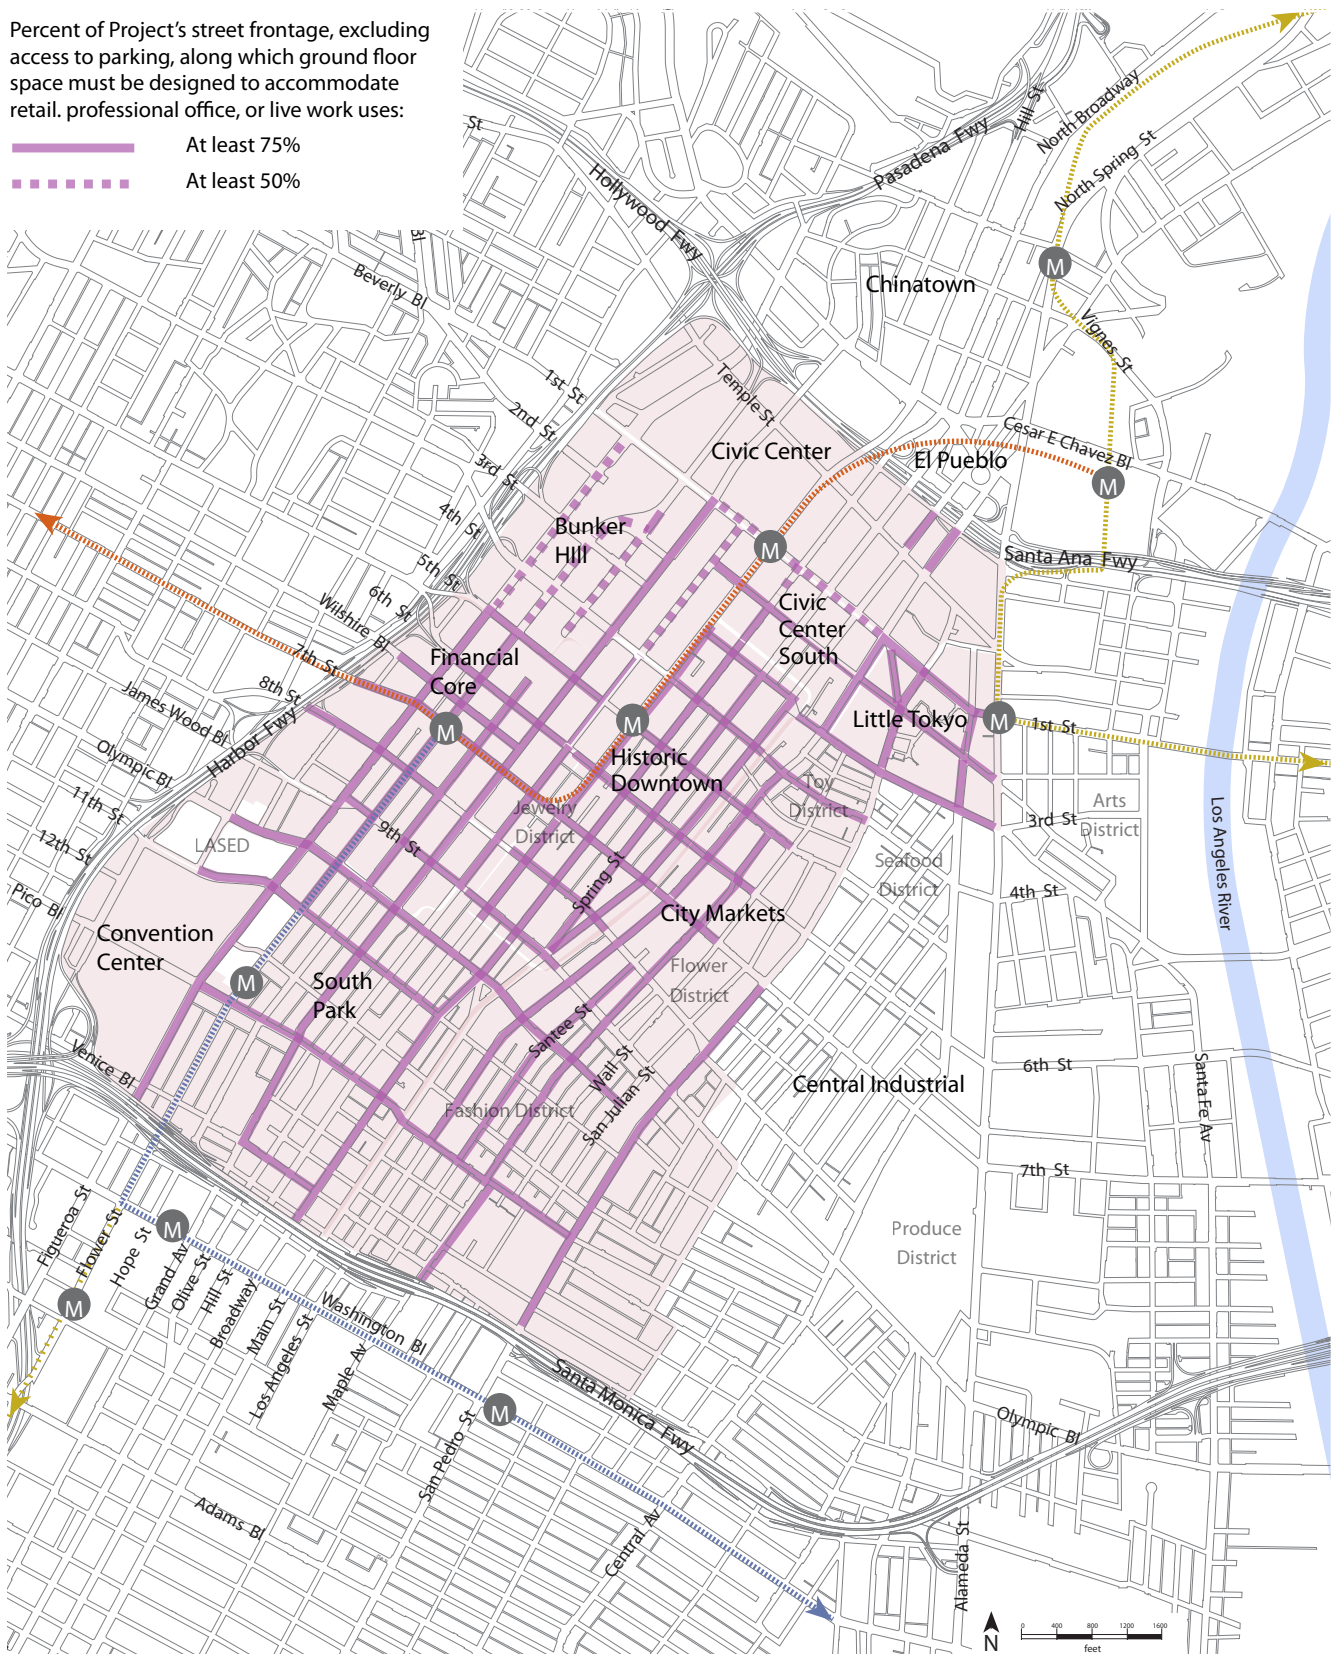 Percent of Project's street frontage, excluding
access to parking, along which ground floor
space must be designed to accommodate
retail. professional office, or live work uses:
At least 75%
At least 50%
St
Hollywood Fwy
Pasadena Fwy
Hill St
North Broadway
North Spring St
Bl
Beverly Bl
M
Chinatown
Vignes St
1st St
2nd St
3rd St
4th St
5th St
6th St
Wilshire Bl
7th St
8th St
James Wood Bl
Harbor Fwy
Olympic Bl
11th St
12th St
Pico Bl
Temple St
Civic Center
Cesar E Chavez Bl
El Pueblo
M
Bunker
HIll
M
Santa Ana Fwy
Civic
Center
South
Financial
Core
M
M
Little Tokyo
M
1st St
Historic
Downtown
Toy
District
Jewelry
District
Arts
District
3rd St
LASED
9th St
Seafood
District
4th St
Los Angeles River
Spring St
City Markets
Convention
Center
South
Park
M
Flower
District
Santee St
Wall St
San Julian St
Venice Bl
Central Industrial
6th St
Santa Fe Av
Fashion District
7th St
Produce
District
Figueroa St
Flower St
Hope St
M
Grand Av
Olive St
Hill St
Broadway
Main St
Los Angeles St
Maple Av
M
Washington Bl
Santa Monica Fwy
M
San Pedro St
Olympic Bl
Adams Bl
Central Av
Alameda St
N
0 400 800 1200 1600
feet